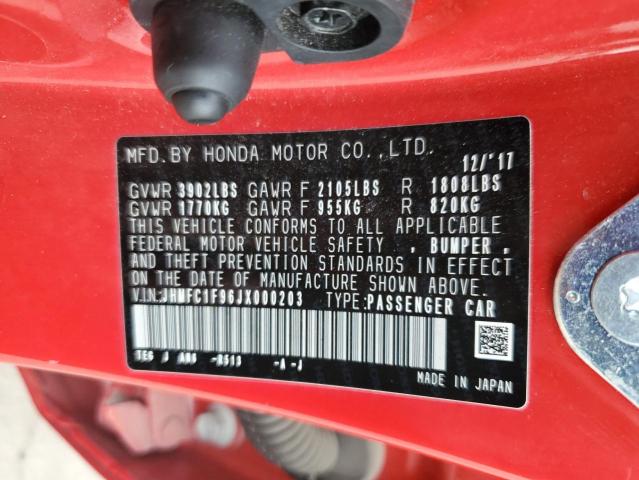 MFD. BY HONDA MOTOR CO., LTD. 12/'17
GVWR 3902LBS GAWR F 2105LBS R 1808LBS
GVWR 1770KG GAWR F 955KG R 820KG
THIS VEHICLE CONFORMS TO ALL APPLICABLE
FEDERAL MOTOR VEHICLE SAFETY , BUMPER ,
AND THEFT PREVENTION STANDARDS IN EFFECT
ON THE DATE OF MANUFACTURE SHOWN ABOVE.
VIN:JHMFC1F96JX000203 TYPE:PASSENGER CAR
-R513 -A -J
MADE IN JAPAN